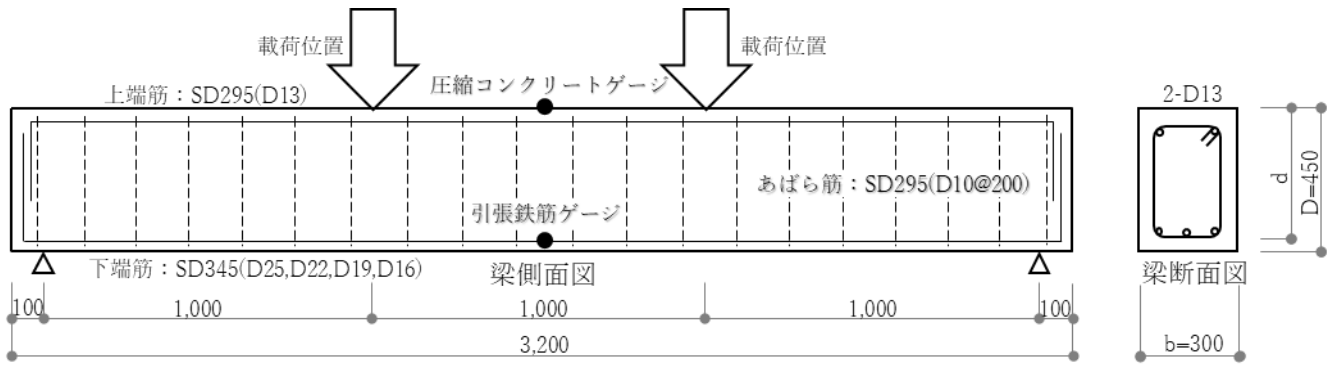 載荷位置
載荷位置
上端筋：SD295(D13)
圧縮コンクリートゲージ
2-D13
あばら筋：SD295(D10@200)
d
D=450
引張鉄筋ゲージ
下端筋：SD345(D25,D22,D19,D16)
梁側面図
梁断面図
100
1,000
1,000
1,000
100
3,200
b=300